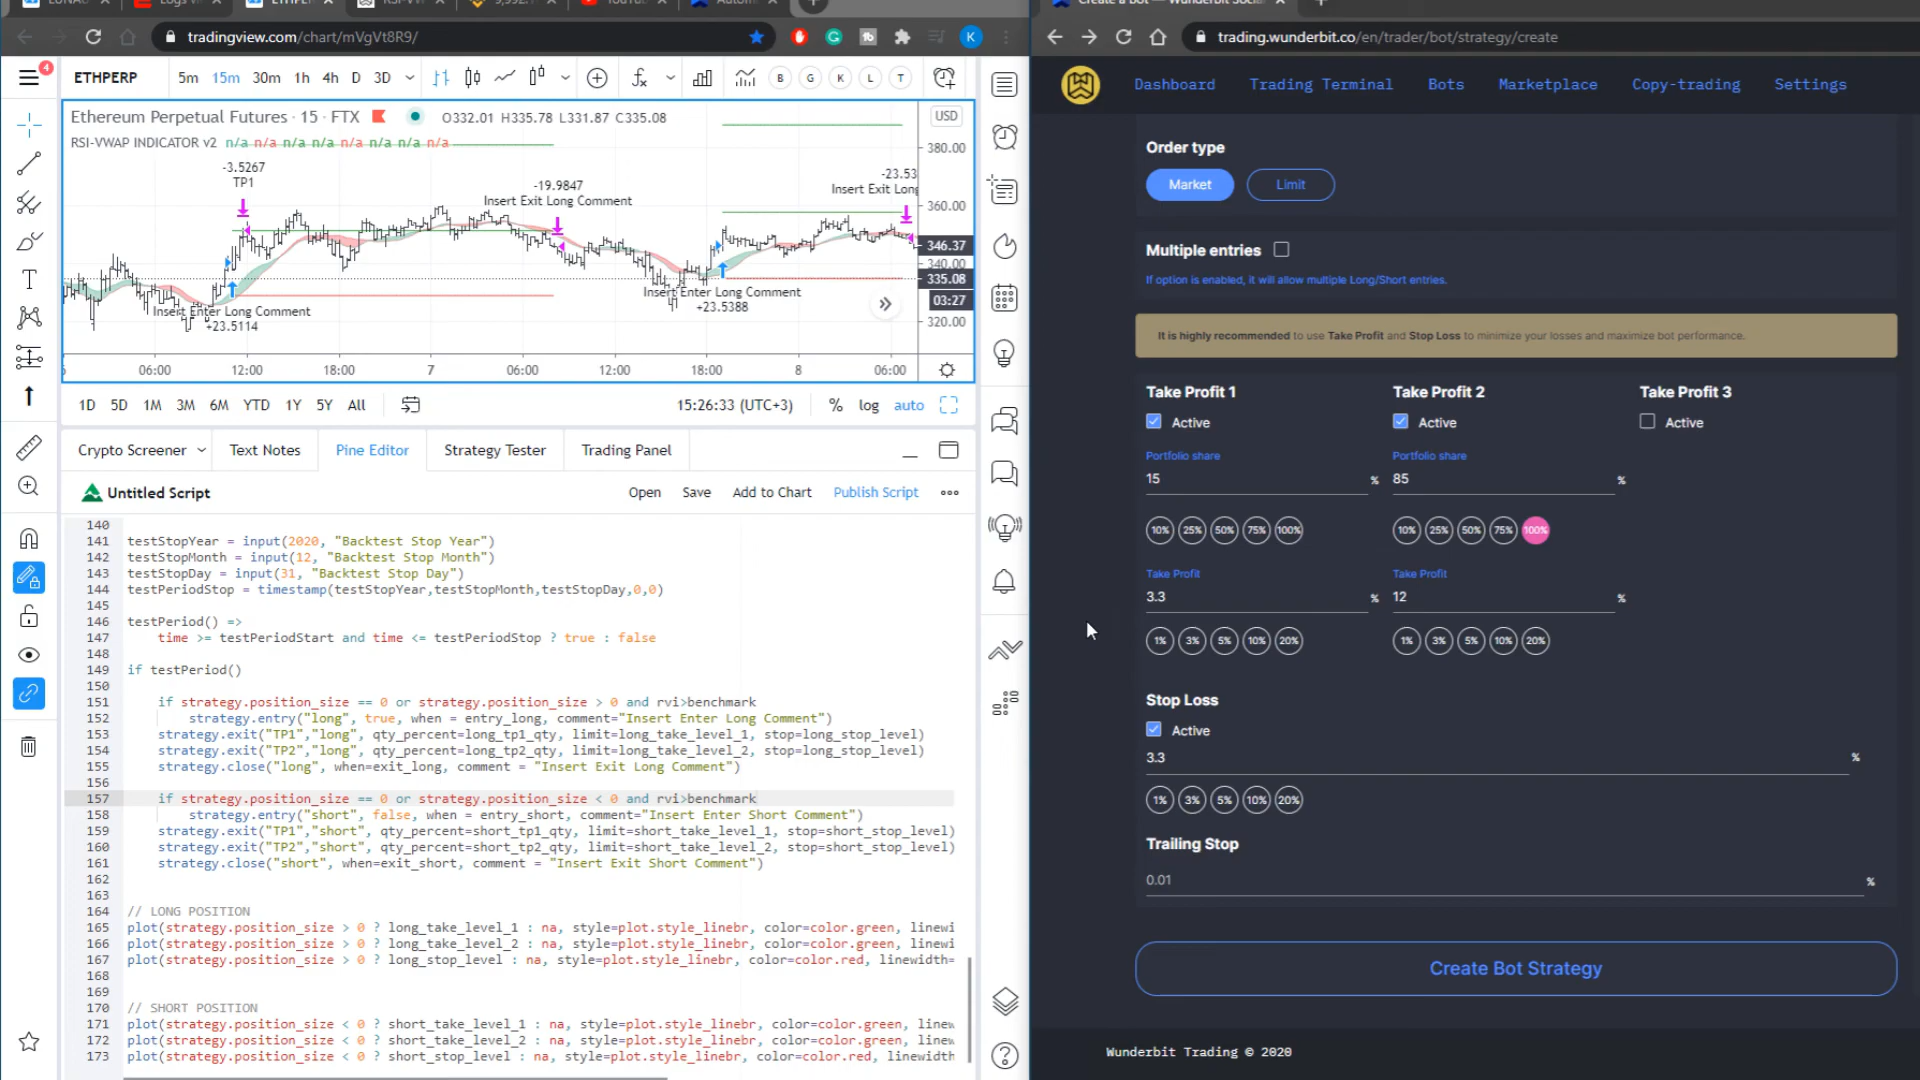 tradingview.com/chart/mVgVt8R9/
K
4
ETHPERP
5m 15m 30m 1h 4h D 3D
B G K L T
Ethereum Perpetual Futures · 15 · FTX
O332.01 H335.78 L331.87 C335.08
RSI-VWAP INDICATOR v2 n/a n/a n/a n/a n/a n/a n/a n/a
USD
380.00
360.00
346.37
340.00
335.08
03:27
320.00
-3.5267
TP1
-19.9847
Insert Exit Long Comment
-23.53
Insert Exit Long
Insert Enter Long Comment
+23.5114
Insert Enter Long Comment
+23.5388
06:00 12:00 18:00 7 06:00 12:00 18:00 8 06:00
1D 5D 1M 3M 6M YTD 1Y 5Y All
15:26:33 (UTC+3) % log auto
Crypto Screener Text Notes Pine Editor Strategy Tester Trading Panel
Untitled Script
Open Save Add to Chart Publish Script
140
141 testStopYear = input(2020, "Backtest Stop Year")
142 testStopMonth = input(12, "Backtest Stop Month")
143 testStopDay = input(31, "Backtest Stop Day")
144 testPeriodStop = timestamp(testStopYear,testStopMonth,testStopDay,0,0)
145
146 testPeriod() =>
147 time >= testPeriodStart and time <= testPeriodStop ? true : false
148
149 if testPeriod()
150
151 if strategy.position_size == 0 or strategy.position_size > 0 and rvi>benchmark
152 strategy.entry("long", true, when = entry_long, comment="Insert Enter Long Comment")
153 strategy.exit("TP1","long", qty_percent=long_tp1_qty, limit=long_take_level_1, stop=long_stop_level)
154 strategy.exit("TP2","long", qty_percent=long_tp2_qty, limit=long_take_level_2, stop=long_stop_level)
155 strategy.close("long", when=exit_long, comment = "Insert Exit Long Comment")
156
157 if strategy.position_size == 0 or strategy.position_size < 0 and rvi>benchmark
158 strategy.entry("short", false, when = entry_short, comment="Insert Enter Short Comment")
159 strategy.exit("TP1","short", qty_percent=short_tp1_qty, limit=short_take_level_1, stop=short_stop_level)
160 strategy.exit("TP2","short", qty_percent=short_tp2_qty, limit=short_take_level_2, stop=short_stop_level)
161 strategy.close("short", when=exit_short, comment = "Insert Exit Short Comment")
162
163
164 // LONG POSITION
165 plot(strategy.position_size > 0 ? long_take_level_1 : na, style=plot.style_linebr, color=color.green, linewi
166 plot(strategy.position_size > 0 ? long_take_level_2 : na, style=plot.style_linebr, color=color.green, linewi
167 plot(strategy.position_size > 0 ? long_stop_level : na, style=plot.style_linebr, color=color.red, linewidth=
168
169
170 // SHORT POSITION
171 plot(strategy.position_size < 0 ? short_take_level_1 : na, style=plot.style_linebr, color=color.green, linew
172 plot(strategy.position_size < 0 ? short_take_level_2 : na, style=plot.style_linebr, color=color.green, linew
173 plot(strategy.position_size < 0 ? short_stop_level : na, style=plot.style_linebr, color=color.red, linewidth
trading.wunderbit.co/en/trader/bot/strategy/create
Dashboard Trading Terminal Bots Marketplace Copy-trading Settings
Order type
Market Limit
Multiple entries
If option is enabled, it will allow multiple Long/Short entries.
It is highly recommended to use Take Profit and Stop Loss to minimize your losses and maximize bot performance.
Take Profit 1 Take Profit 2 Take Profit 3
Active Active Active
Portfolio share Portfolio share
15 % 85 %
10% 25% 50% 75% 100% 10% 25% 50% 75% 100%
Take Profit Take Profit
3.3 % 12 %
1% 3% 5% 10% 20% 1% 3% 5% 10% 20%
Stop Loss
Active
3.3 %
1% 3% 5% 10% 20%
Trailing Stop
0.01 %
Create Bot Strategy
Wunderbit Trading © 2020